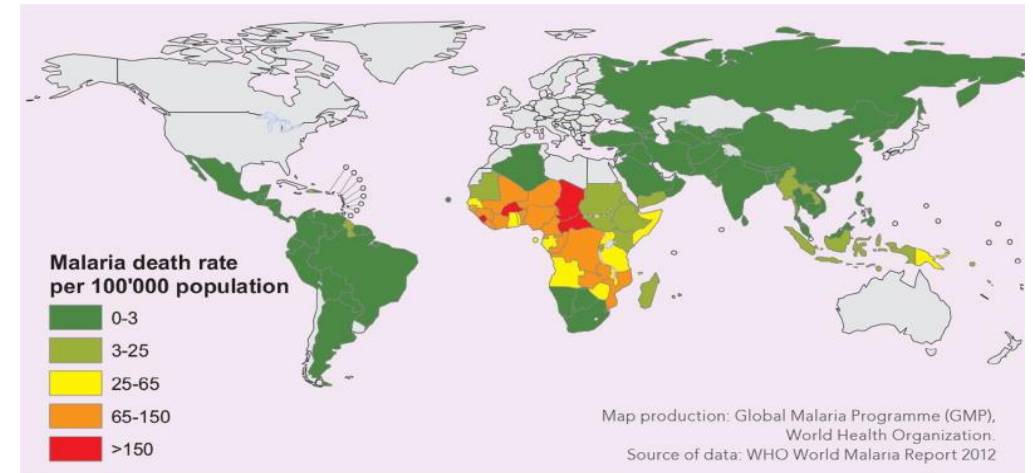 Malaria death rate
per 100'000 population
0-3
3-25
25-65
65-150
>150
Map production: Global Malaria Programme (GMP),
World Health Organization.
Source of data: WHO World Malaria Report 2012